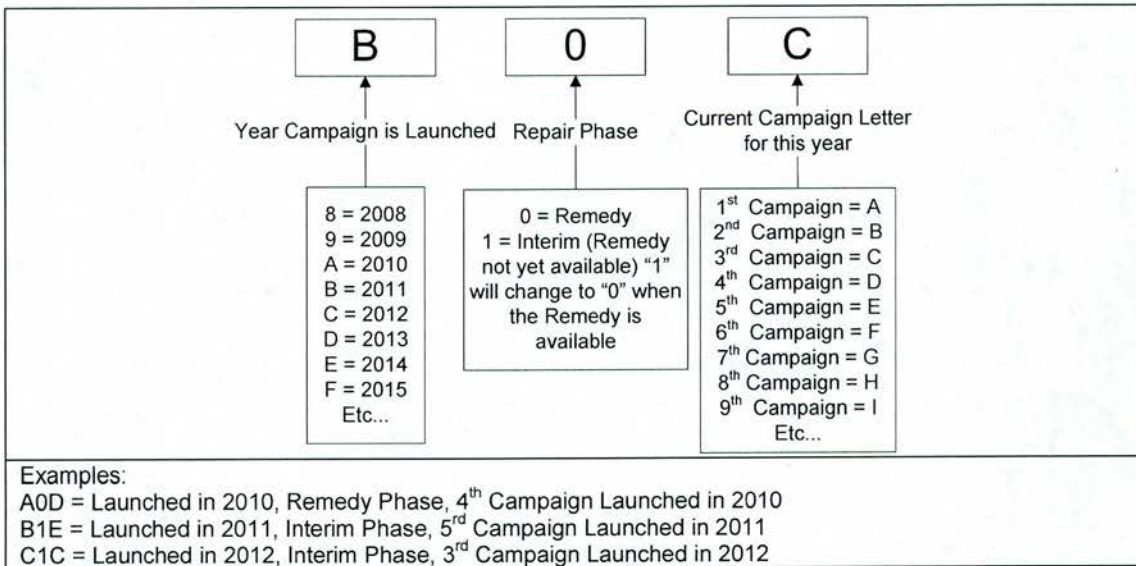 B 0 C
Year Campaign is Launched
Repair Phase
Current Campaign Letter
for this year
8 = 2008
9 = 2009
A = 2010
B = 2011
C = 2012
D = 2013
E = 2014
F = 2015
Etc...
0 = Remedy
1 = Interim (Remedy
not yet available) “1”
will change to “0” when
the Remedy is
available
1st Campaign = A
2nd Campaign = B
3rd Campaign = C
4th Campaign = D
5th Campaign = E
6th Campaign = F
7th Campaign = G
8th Campaign = H
9th Campaign = I
Etc...
Examples:
A0D = Launched in 2010, Remedy Phase, 4th Campaign Launched in 2010
B1E = Launched in 2011, Interim Phase, 5rd Campaign Launched in 2011
C1C = Launched in 2012, Interim Phase, 3rd Campaign Launched in 2012